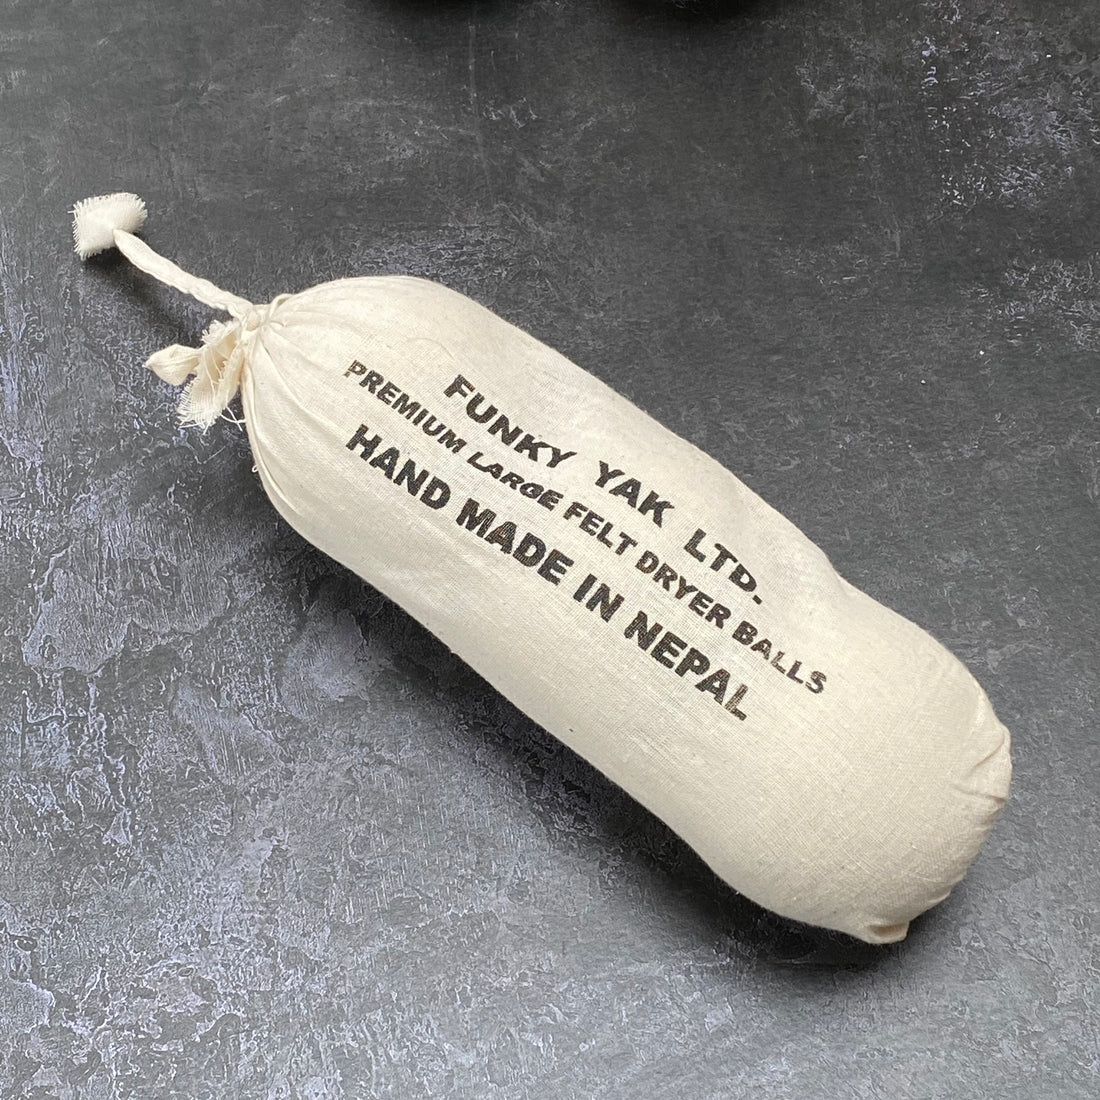 FUNKY YAK LTD.
PREMIUM LARGE FELT DRYER BALLS
HAND MADE IN NEPAL